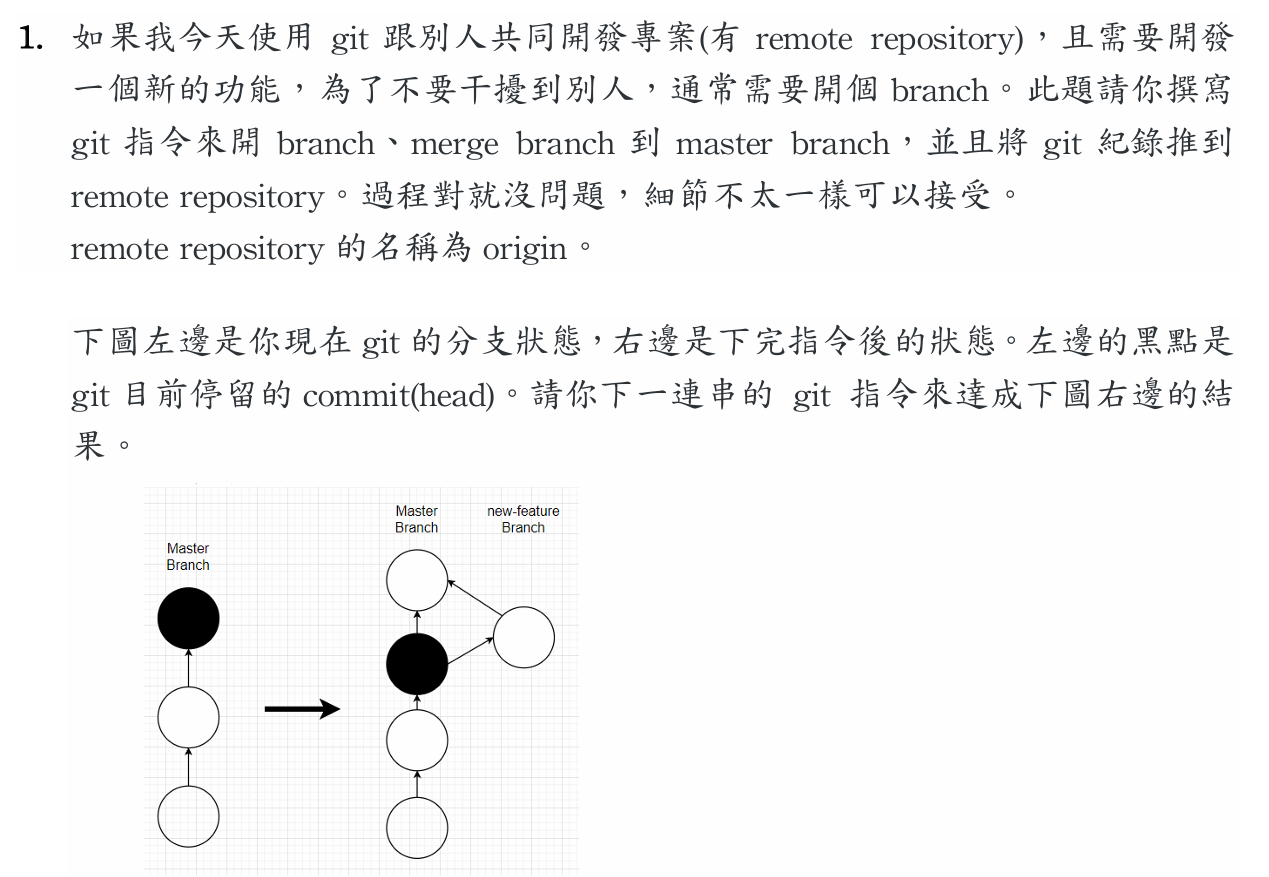 1. 如果我今天使用 git 跟別人共同開發專案(有 remote repository)，且需要開發
一個新的功能，為了不要干擾到別人，通常需要開個 branch。此題請你撰寫
git 指令來開 branch、merge branch 到 master branch，並且將 git 紀錄推到
remote repository。過程對就沒問題，細節不太一樣可以接受。
remote repository 的名稱為 origin。
下圖左邊是你現在 git 的分支狀態，右邊是下完指令後的狀態。左邊的黑點是
git 目前停留的 commit(head)。請你下一連串的 git 指令來達成下圖右邊的結
果。
Master
Branch
Master
Branch
new-feature
Branch